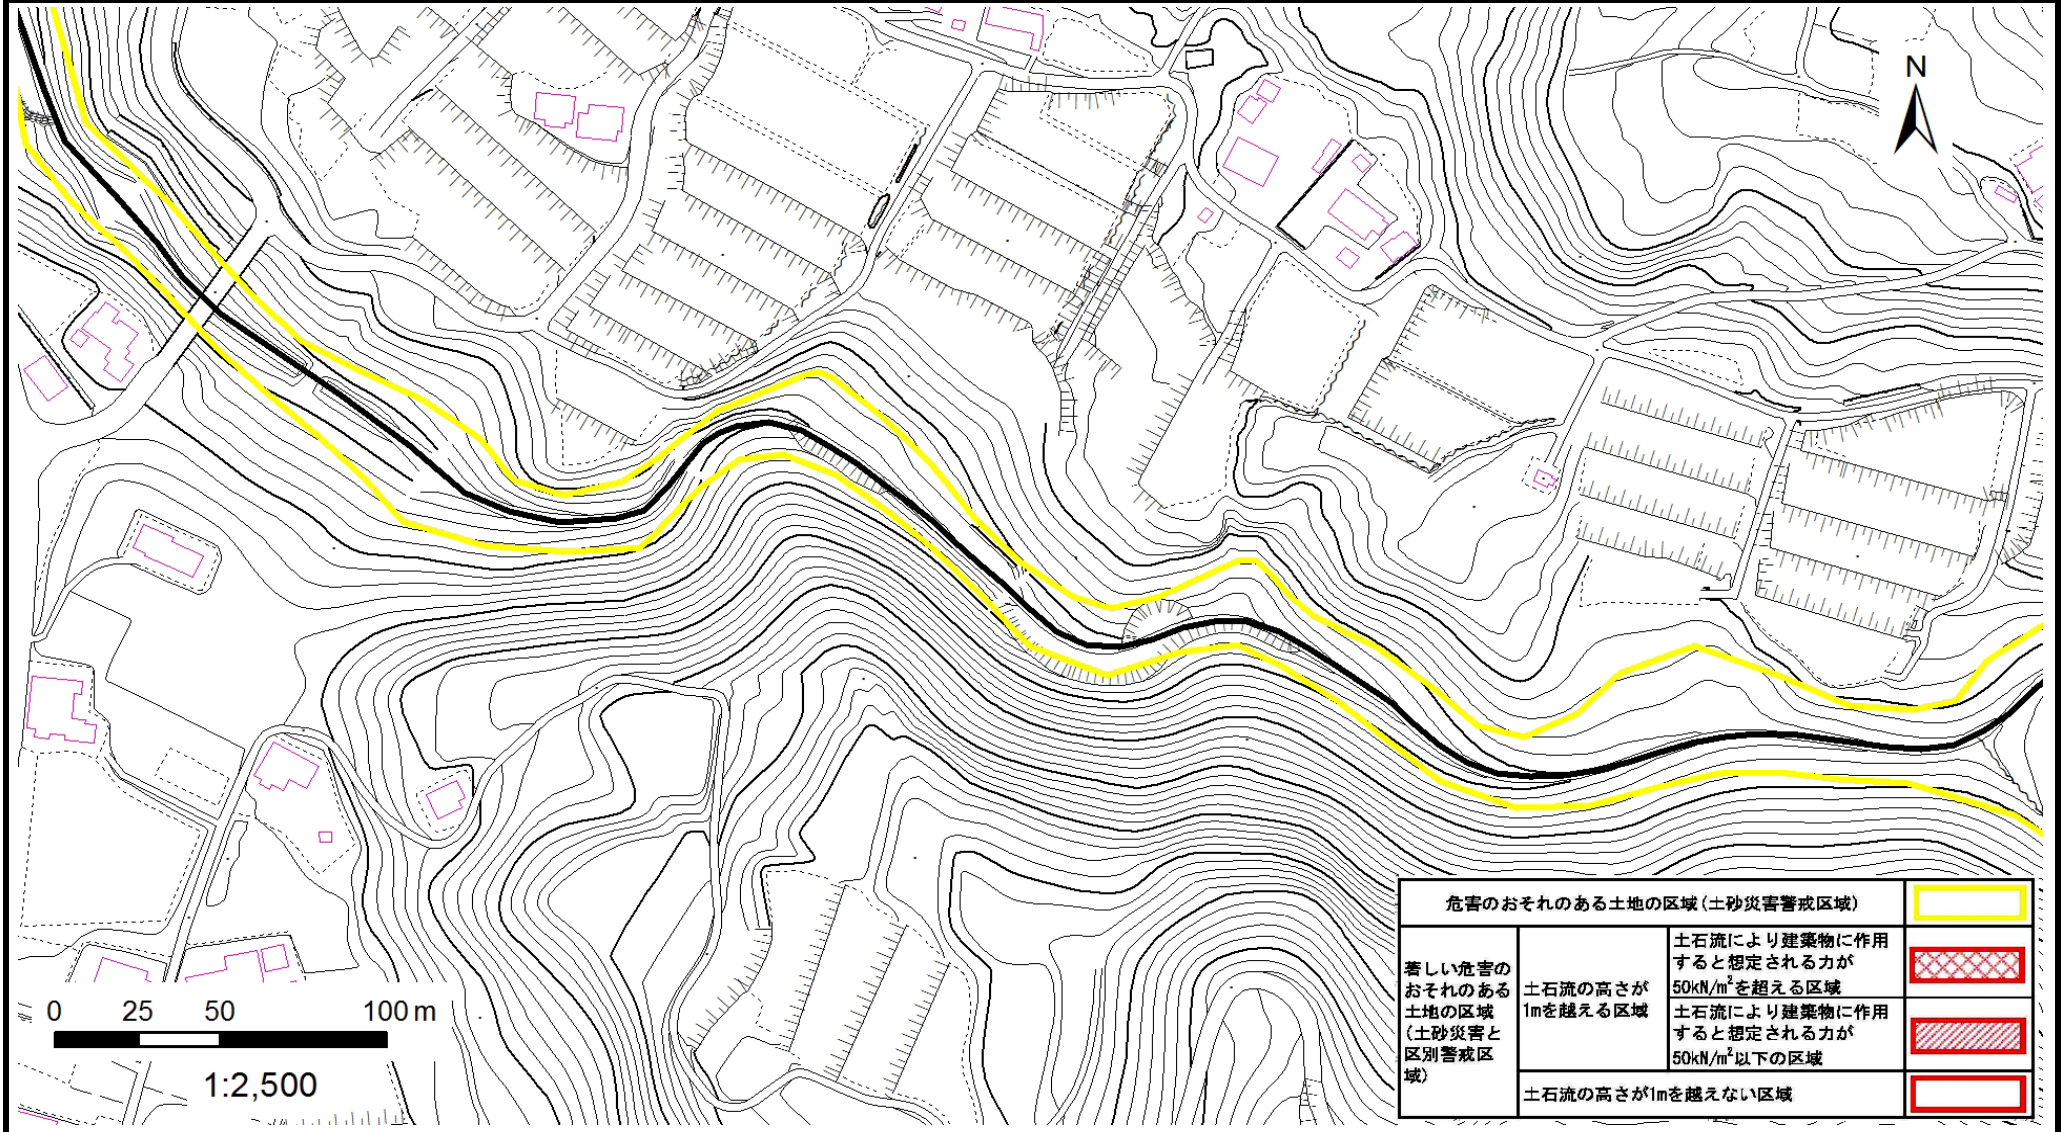 N
危害のおそれのある土地の区域(土砂災害警戒区域)
著しい危害の
おそれのある
土地の区域
(土砂災害と
区別警戒区
域)
土石流の高さが
1mを越える区域
土石流により建築物に作用
すると想定される力が
50kN/m²を超える区域
土石流により建築物に作用
すると想定される力が
50kN/m²以下の区域
土石流の高さが1mを越えない区域
0 25 50 100 m
1:2,500